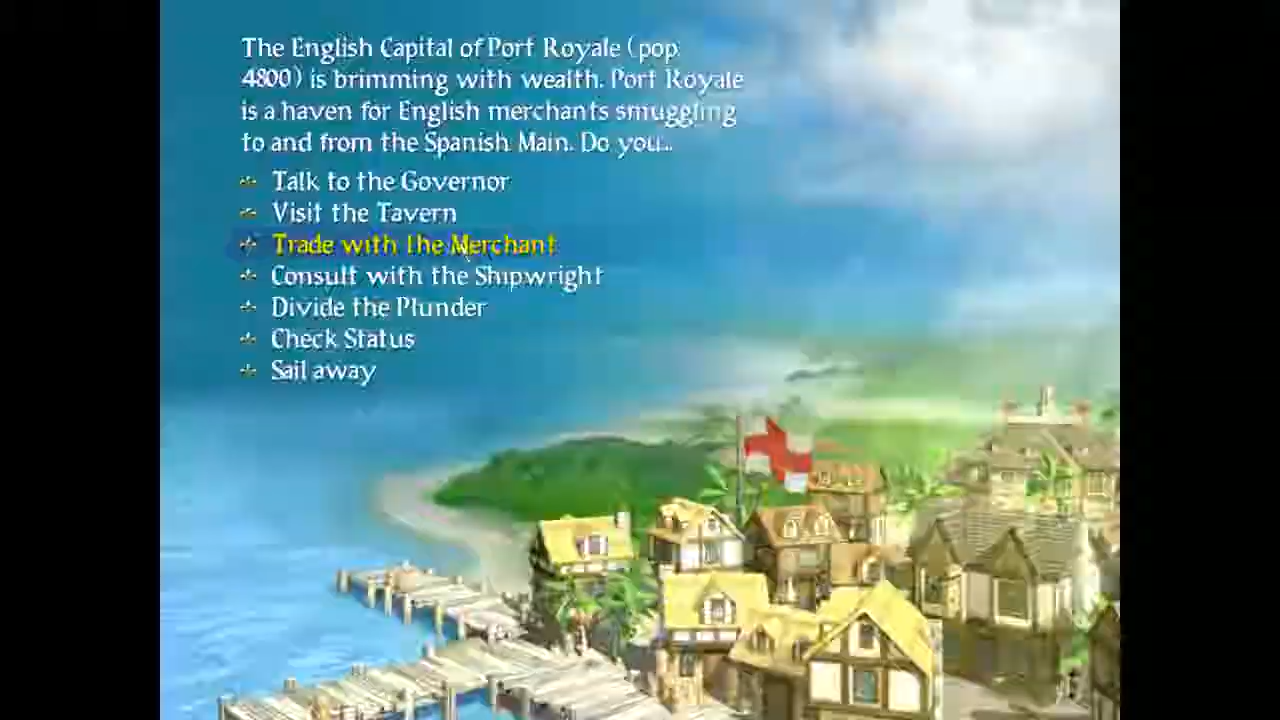 The English Capital of Port Royale (pop:
4800) is brimming with wealth. Port Royale
is a haven for English merchants smuggling
to and from the Spanish Main. Do you...
Talk to the Governor
Visit the Tavern
Trade with the Merchant
Consult with the Shipwright
Divide the Plunder
Check Status
Sail away